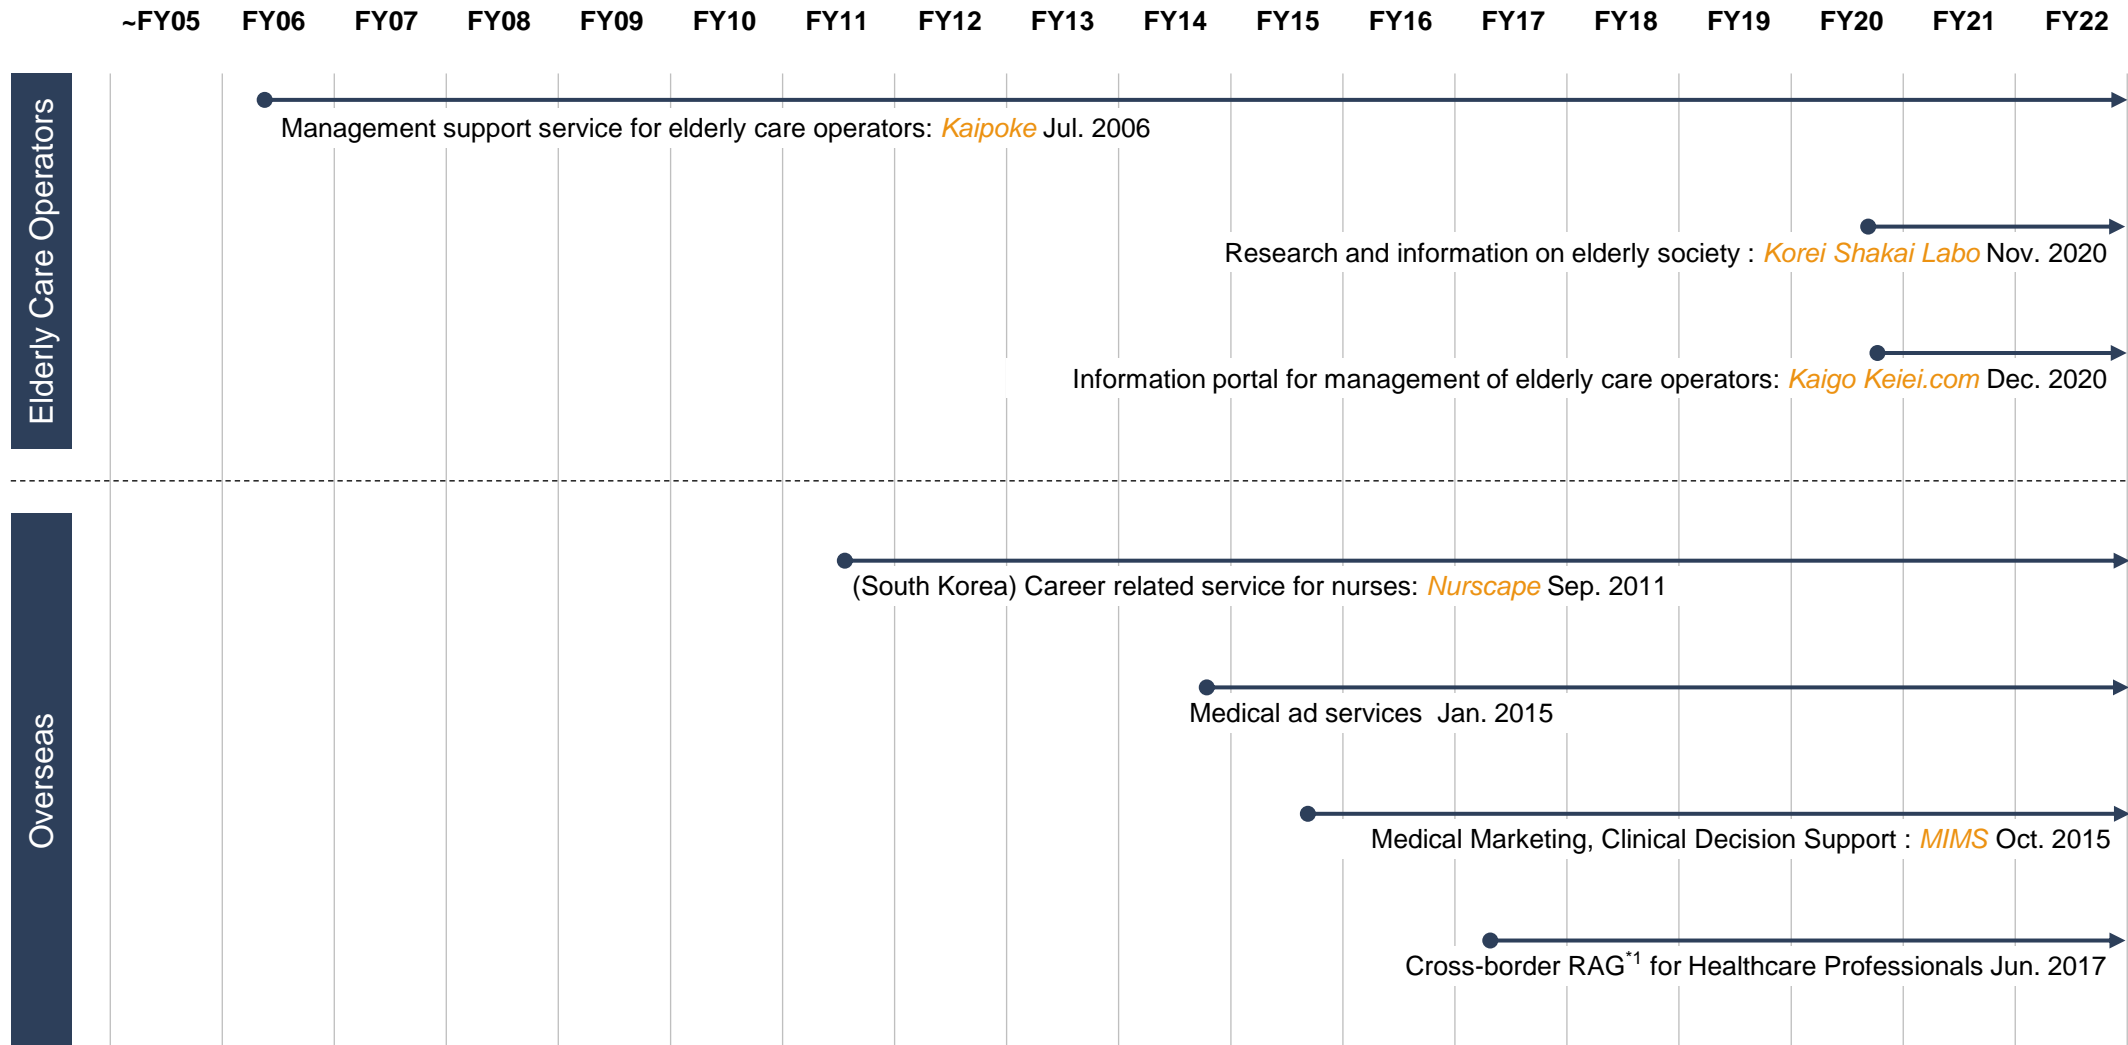 ~FY05 FY06 FY07 FY08 FY09 FY10 FY11 FY12 FY13 FY14 FY15 FY16 FY17 FY18 FY19 FY20 FY21 FY22
Elderly Care Operators
Management support service for elderly care operators: Kaipoke Jul. 2006
Research and information on elderly society : Korei Shakai Labo Nov. 2020
Information portal for management of elderly care operators: Kaigo Keiei.com Dec. 2020
Overseas
(South Korea) Career related service for nurses: Nurscape Sep. 2011
Medical ad services Jan. 2015
Medical Marketing, Clinical Decision Support : MIMS Oct. 2015
Cross-border RAG*1 for Healthcare Professionals Jun. 2017